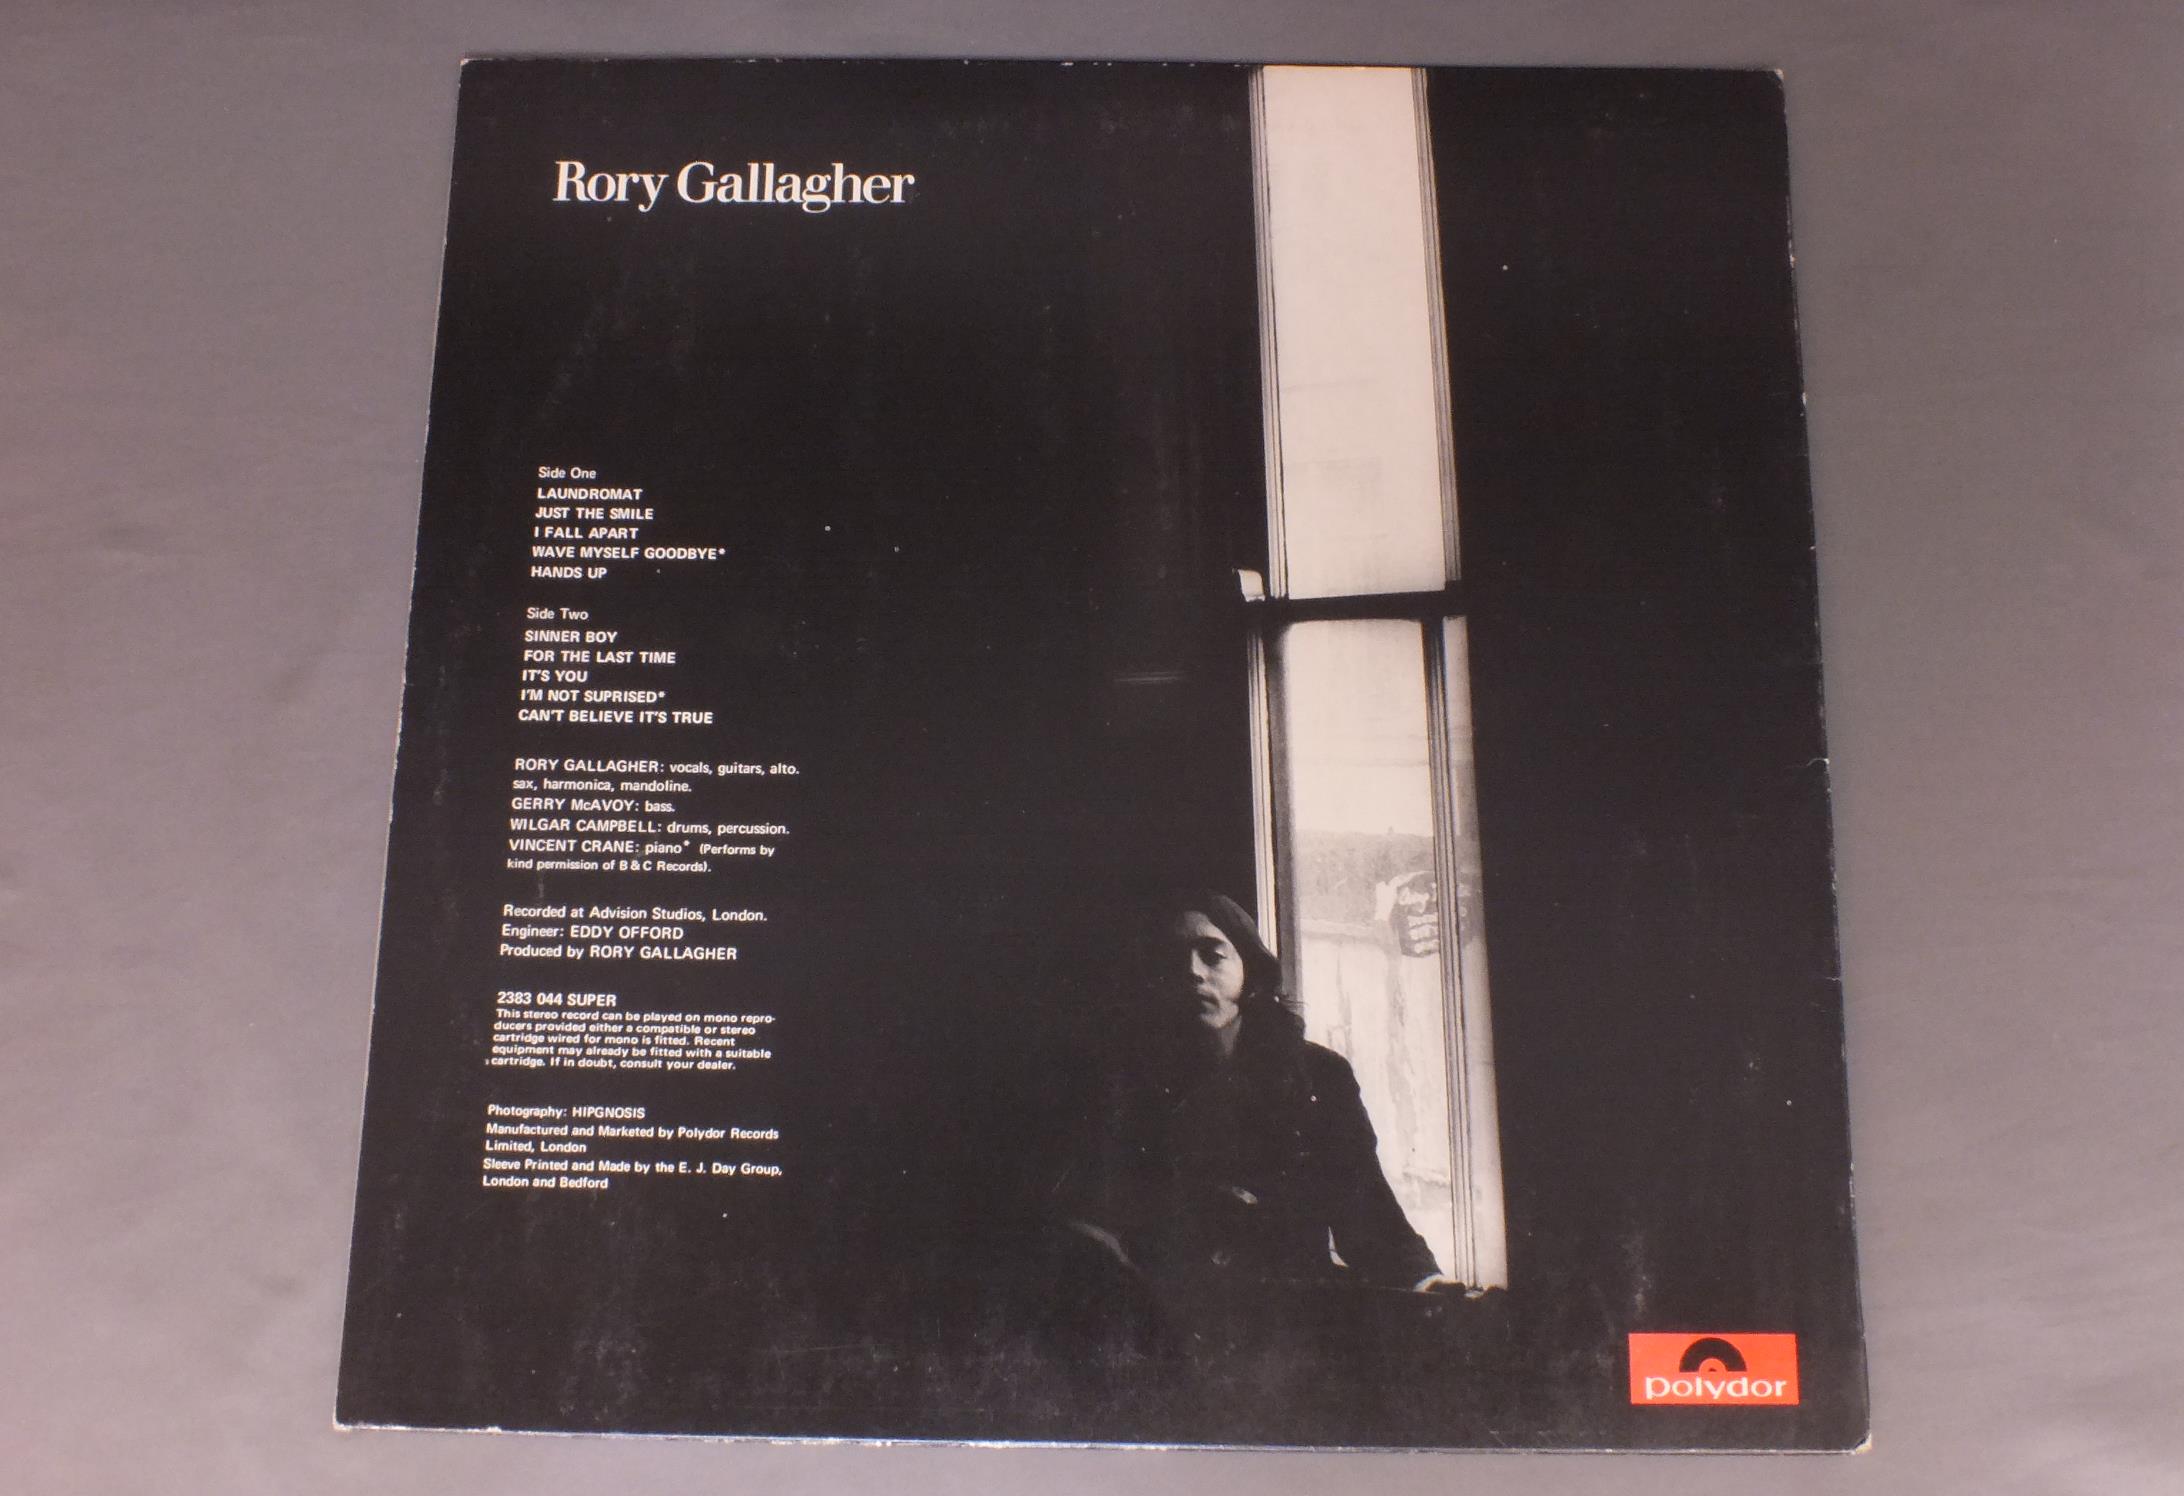 Rory Gallagher
Side One
LAUNDROMAT
JUST THE SMILE
I FALL APART
WAVE MYSELF GOODBYE*
HANDS UP
Side Two
SINNER BOY
FOR THE LAST TIME
IT'S YOU
I'M NOT SUPRISED*
CAN'T BELIEVE IT'S TRUE
RORY GALLAGHER: vocals, guitars, alto.
sax, harmonica, mandoline.
GERRY McAVOY: bass.
WILGAR CAMPBELL: drums, percussion.
VINCENT CRANE: piano* (Performs by
kind permission of B & C Records).
Recorded at Advision Studios, London.
Engineer: EDDY OFFORD
Produced by RORY GALLAGHER
2383 044 SUPER
This stereo record can be played on mono repro-
ducers provided either a compatible or stereo
cartridge wired for mono is fitted. Recent
equipment may already be fitted with a suitable
cartridge. If in doubt, consult your dealer.
Photography: HIPGNOSIS
Manufactured and Marketed by Polydor Records
Limited, London
Sleeve Printed and Made by the E. J. Day Group,
London and Bedford
polydor